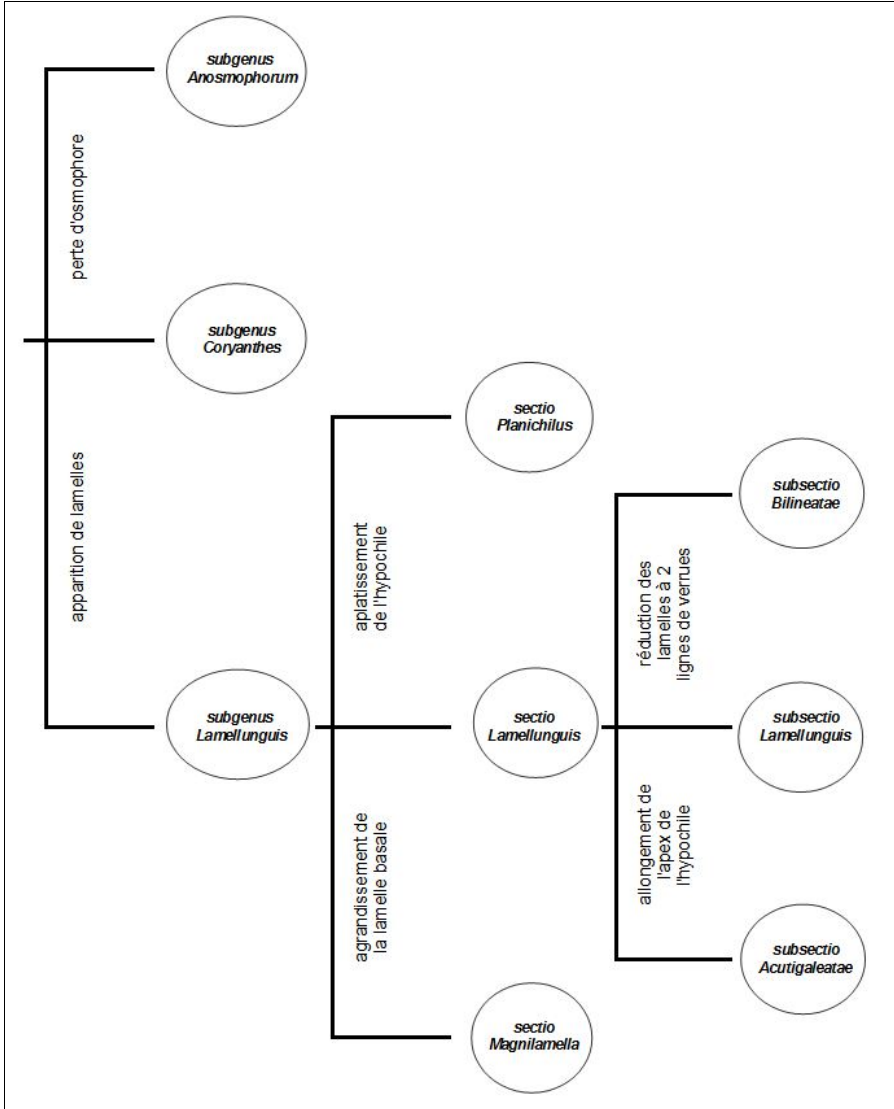 subgenus
Anosmophorum
perte d'osmophore
subgenus
Coryanthes
apparition de lamelles
subgenus
Lamellunguis
sectio
Planichilus
aplatissement
de l'hypochile
sectio
Lamellunguis
agrandissement de
la lamelle basale
sectio
Magnilamella
subsectio
Bilineatae
réduction des
lamelles à 2
lignes de verrues
subsectio
Lamellunguis
allongement de
l'apex de
l'hypochile
subsectio
Acutigaleatae